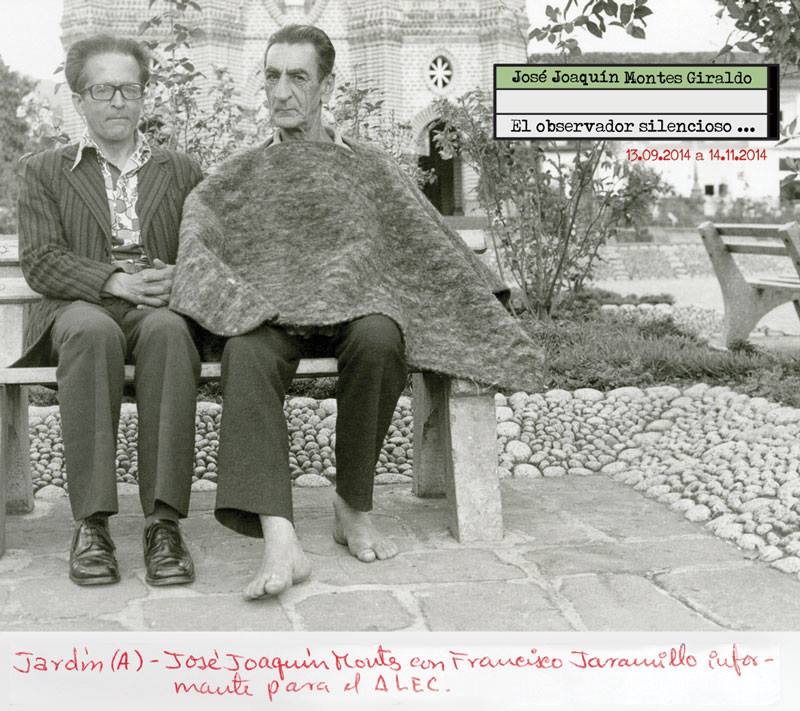 José Joaquín Montes Giraldo
El observador silencioso ...
13.09.2014 a 14.11.2014
Jardín (A) - José Joaquín Montes con Francisco Jaramillo infor-
mante para el ALEC.